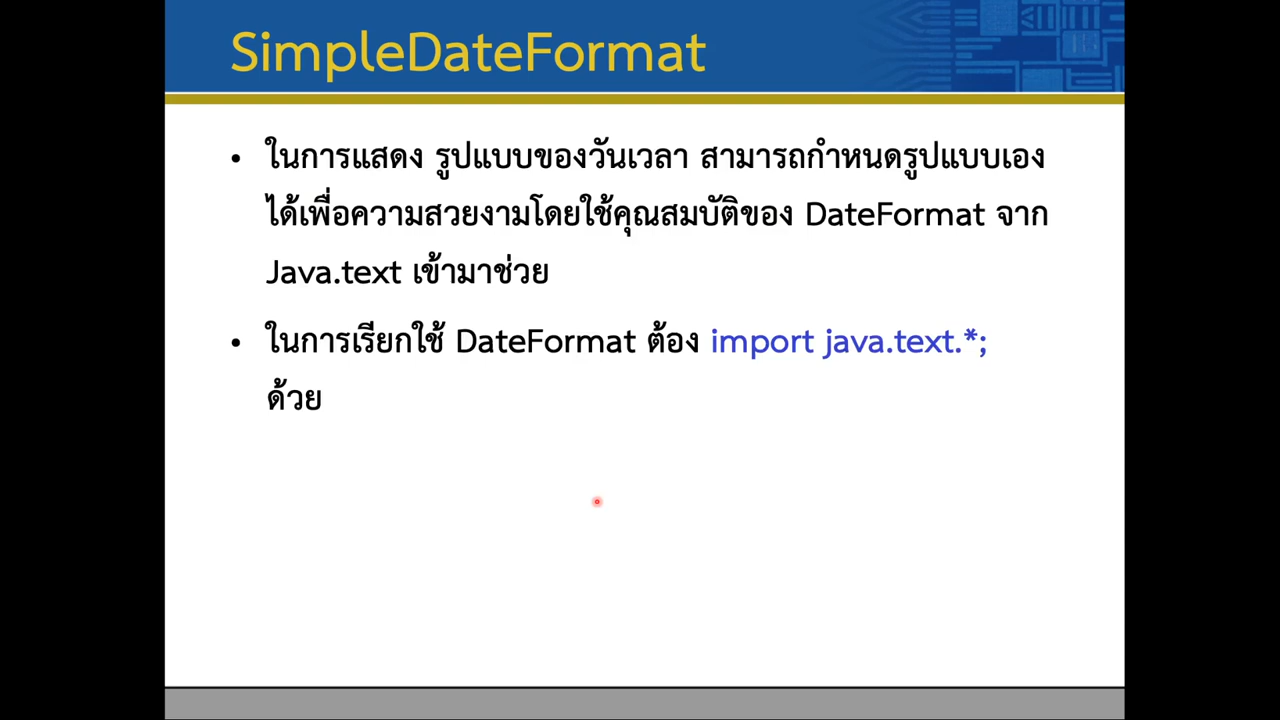 SimpleDateFormat
• ในการแสดง รูปแบบของวันเวลา สามารถกำหนดรูปแบบเอง
ได้เพื่อความสวยงามโดยใช้คุณสมบัติของ DateFormat จาก
Java.text เข้ามาช่วย
• ในการเรียกใช้ DateFormat ต้อง import java.text.*;
ด้วย